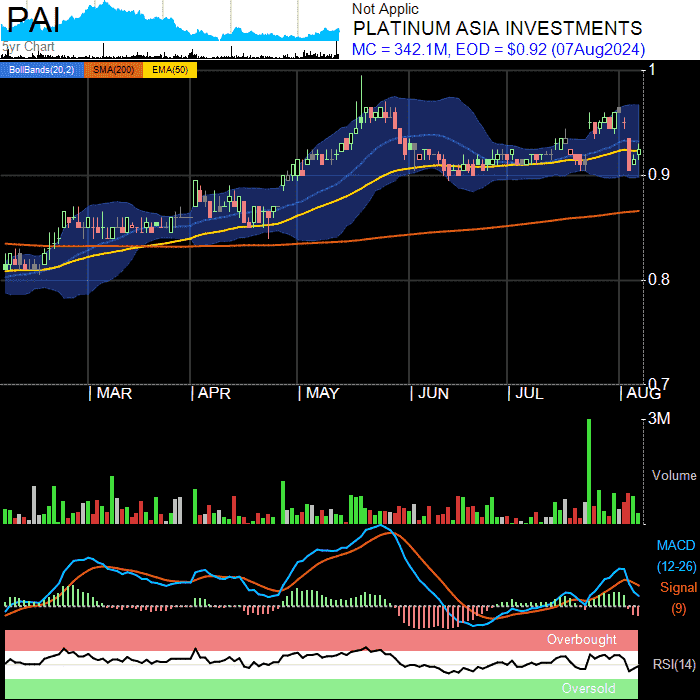 PAI
5yr Chart
Not Applic
PLATINUM ASIA INVESTMENTS
MC = 342.1M, EOD = $0.92 (07Aug2024)
BollBands(20,2) SMA(200) EMA(50)
1
0.9
0.8
0.7
| MAR | APR | MAY | JUN | JUL | AUG
3M
Volume
MACD
(12-26)
Signal
(9)
Overbought
RSI(14)
Oversold